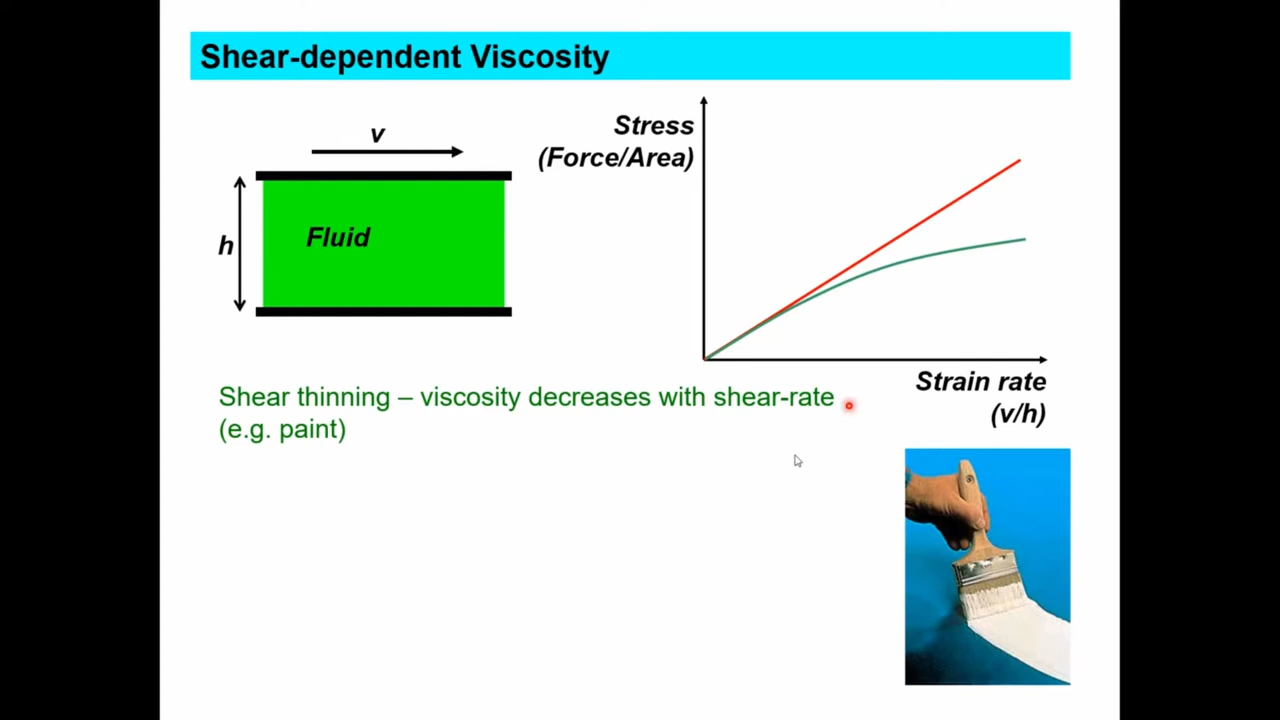 Shear-dependent Viscosity
v
h
Fluid
Stress
(Force/Area)
Strain rate
(v/h)
Shear thinning – viscosity decreases with shear-rate
(e.g. paint)